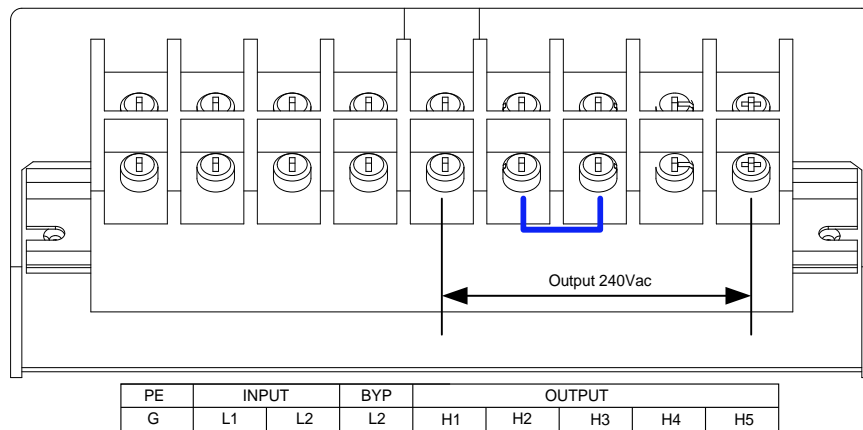 Output 240Vac
PE INPUT BYP OUTPUT
G L1 L2 L2 H1 H2 H3 H4 H5